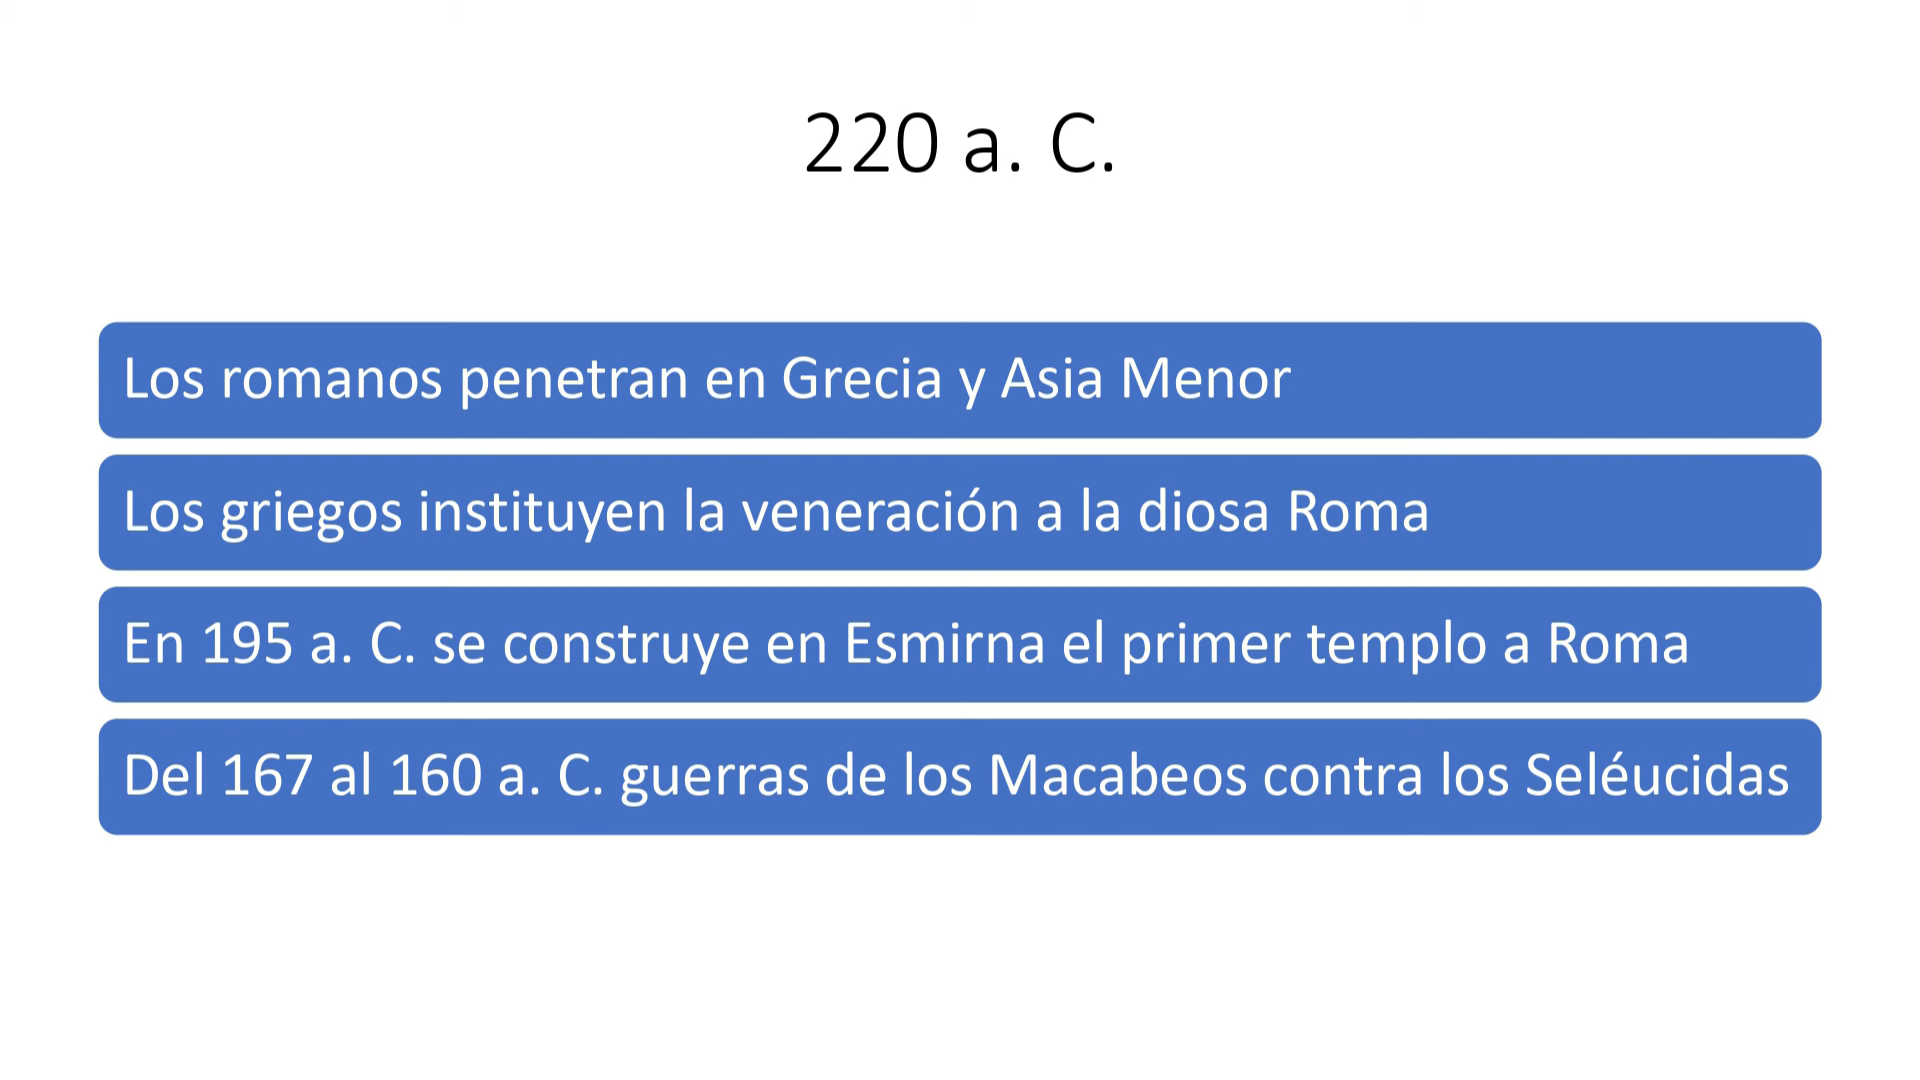 220 a. C.
Los romanos penetran en Grecia y Asia Menor
Los griegos instituyen la veneración a la diosa Roma
En 195 a. C. se construye en Esmirna el primer templo a Roma
Del 167 al 160 a. C. guerras de los Macabeos contra los Seléucidas